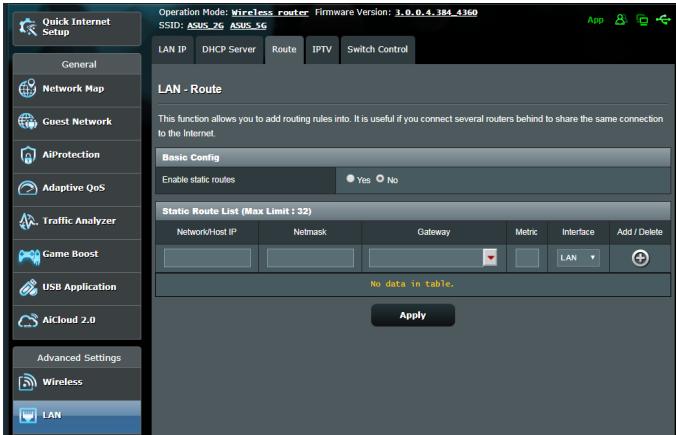 Quick Internet
Setup
Operation Mode: Wireless router Firmware Version: 3.0.0.4.384_4360
SSID: ASUS_2G ASUS_5G
App
General
Network Map
Guest Network
AiProtection
Adaptive QoS
Traffic Analyzer
Game Boost
USB Application
AiCloud 2.0
Advanced Settings
Wireless
LAN
LAN IP DHCP Server Route IPTV Switch Control
LAN - Route
This function allows you to add routing rules into. It is useful if you connect several routers behind to share the same connection
to the Internet.
Basic Config
Enable static routes Yes No
Static Route List (Max Limit : 32)
Network/Host IP Netmask Gateway Metric Interface Add / Delete
LAN
No data in table.
Apply